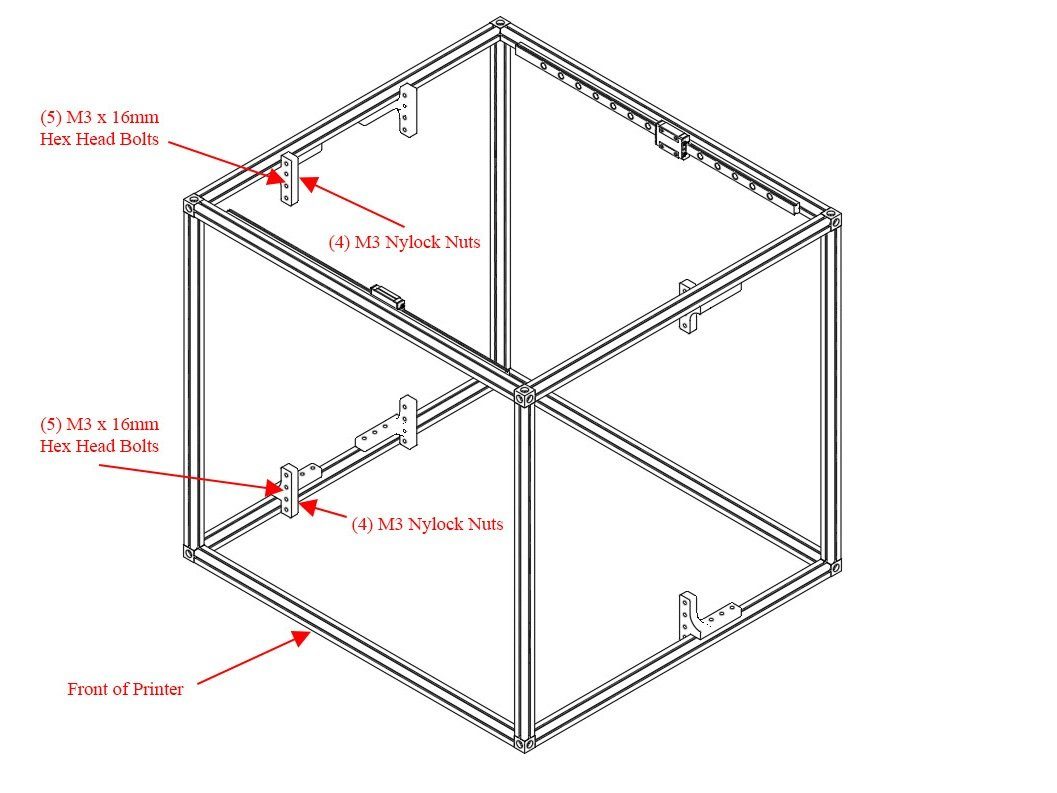 (5) M3 x 16mm
Hex Head Bolts
(4) M3 Nylock Nuts
(5) M3 x 16mm
Hex Head Bolts
(4) M3 Nylock Nuts
Front of Printer